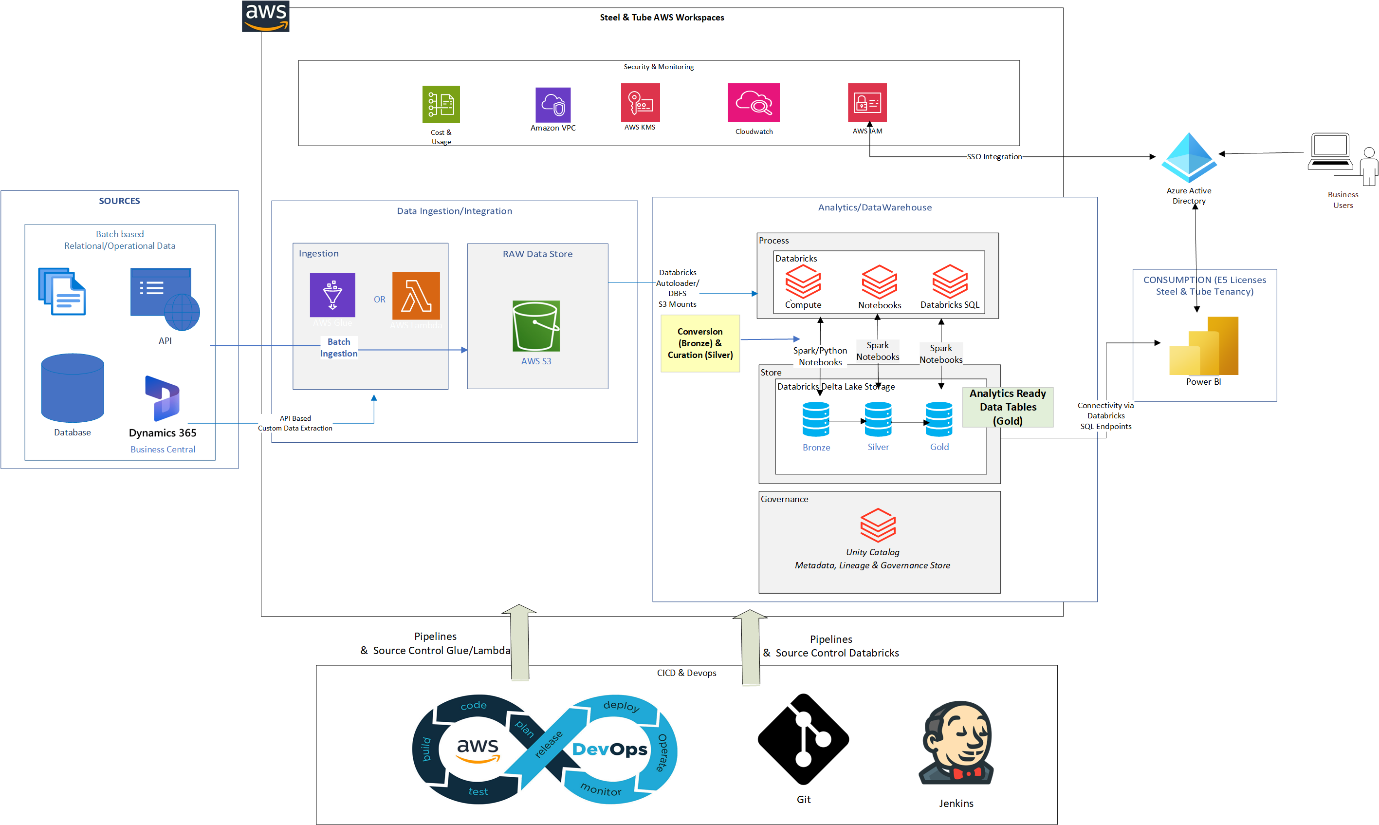 aws
Steel & Tube AWS Workspaces
Security & Monitoring
Cost &
Usage
Amazon VPC
AWS KMS
Cloudwatch
AWS IAM
SSO Integration
Azure Active
Directory
Business
Users
SOURCES
Batch based
Relational/Operational Data
API
Database
Dynamics 365
Business Central
Data Ingestion/Integration
Ingestion
OR
AWS Glue
AWS Lambda
Batch
Ingestion
RAW Data Store
AWS S3
API Based
Custom Data Extraction
Databricks
Autoloader/
DBFS
S3 Mounts
Analytics/DataWarehouse
Process
Databricks
Compute
Notebooks
Databricks SQL
Conversion
(Bronze) &
Curation (Silver)
Spark/Python
Notebooks
Spark
Notebooks
Spark
Notebooks
Store
Databricks Delta Lake Storage
Bronze
Silver
Gold
Analytics Ready
Data Tables
(Gold)
Governance
Unity Catalog
Metadata, Lineage & Governance Store
Connectivity via
Databricks
SQL Endpoints
CONSUMPTION (E5 Licenses
Steel & Tube Tenancy)
Power BI
Pipelines
& Source Control Glue/Lambda
Pipelines
& Source Control Databricks
CICD & Devops
code
plan
build
test
aws
release
deploy
Operate
monitor
DevOps
Git
Jenkins